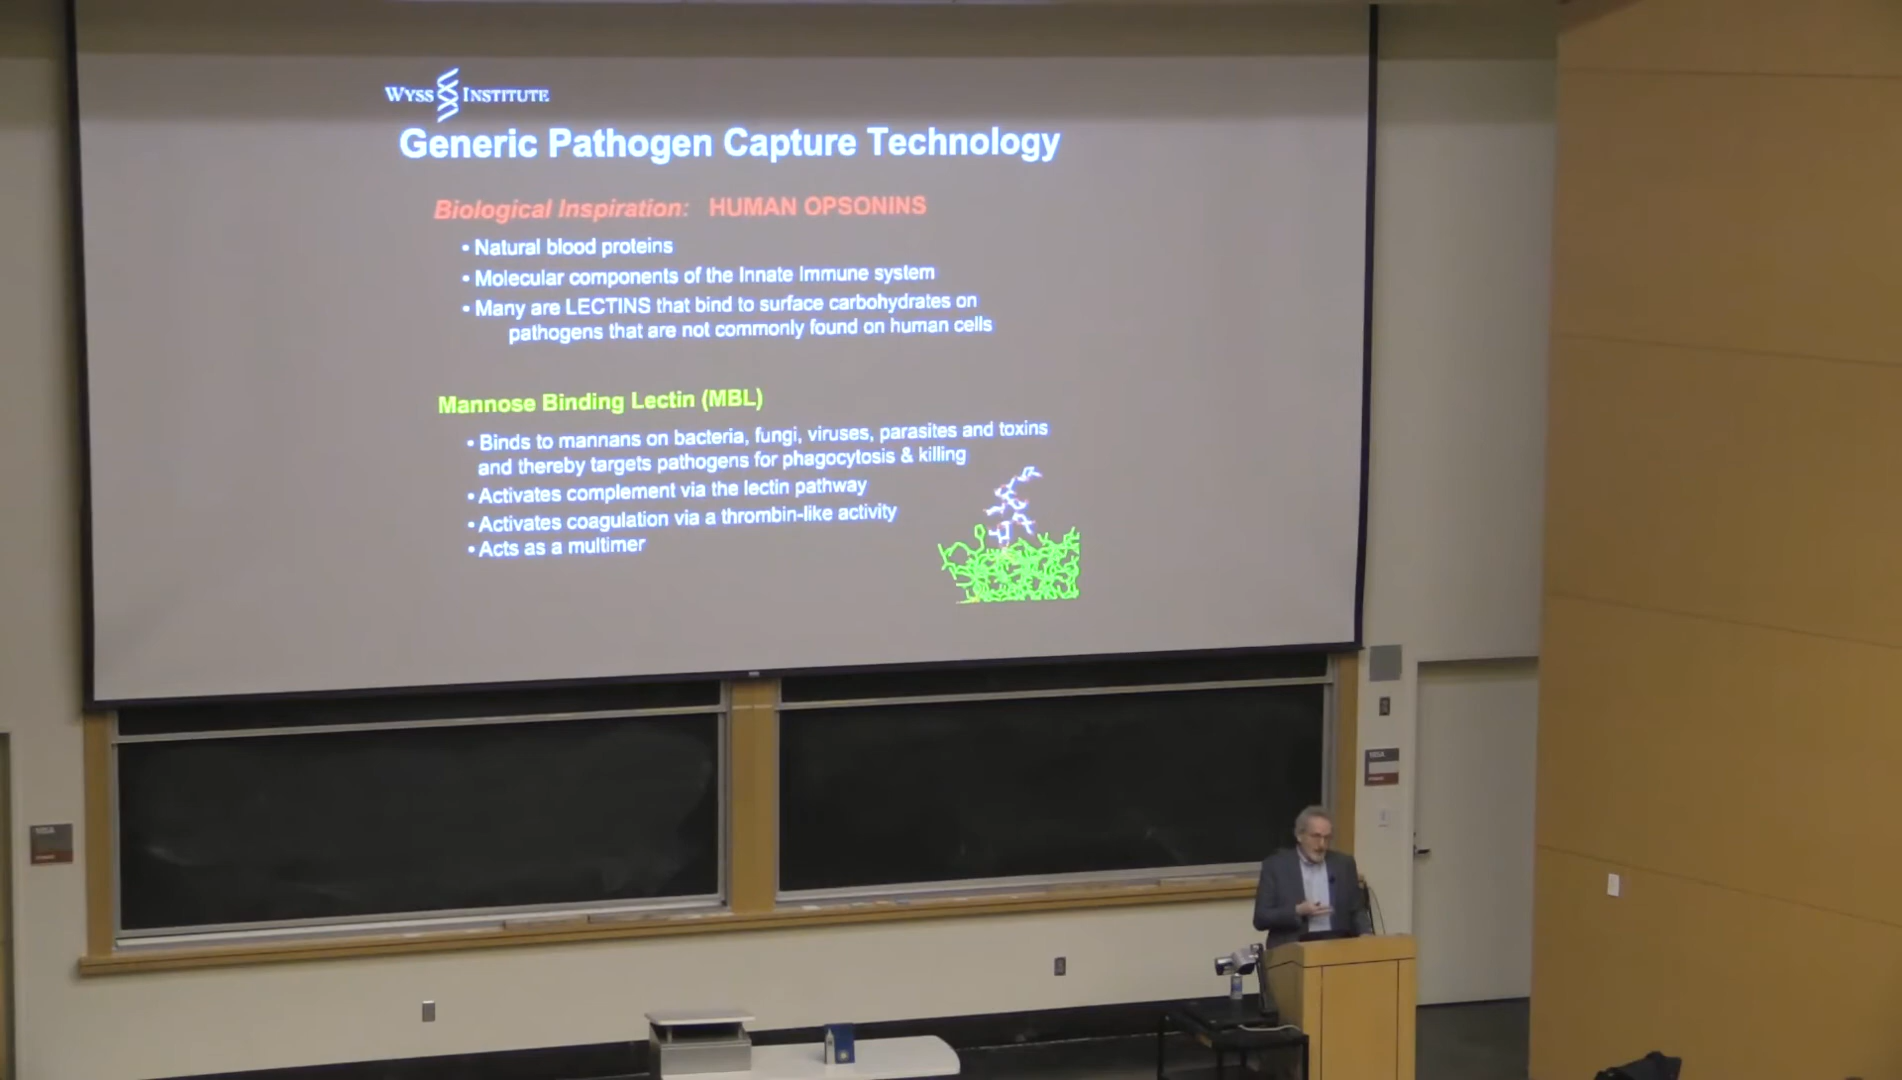 WYSS INSTITUTE
Generic Pathogen Capture Technology
Biological Inspiration: HUMAN OPSONINS
• Natural blood proteins
• Molecular components of the Innate Immune system
• Many are LECTINS that bind to surface carbohydrates on
pathogens that are not commonly found on human cells
Mannose Binding Lectin (MBL)
• Binds to mannans on bacteria, fungi, viruses, parasites and toxins
and thereby targets pathogens for phagocytosis & killing
• Activates complement via the lectin pathway
• Activates coagulation via a thrombin-like activity
• Acts as a multimer